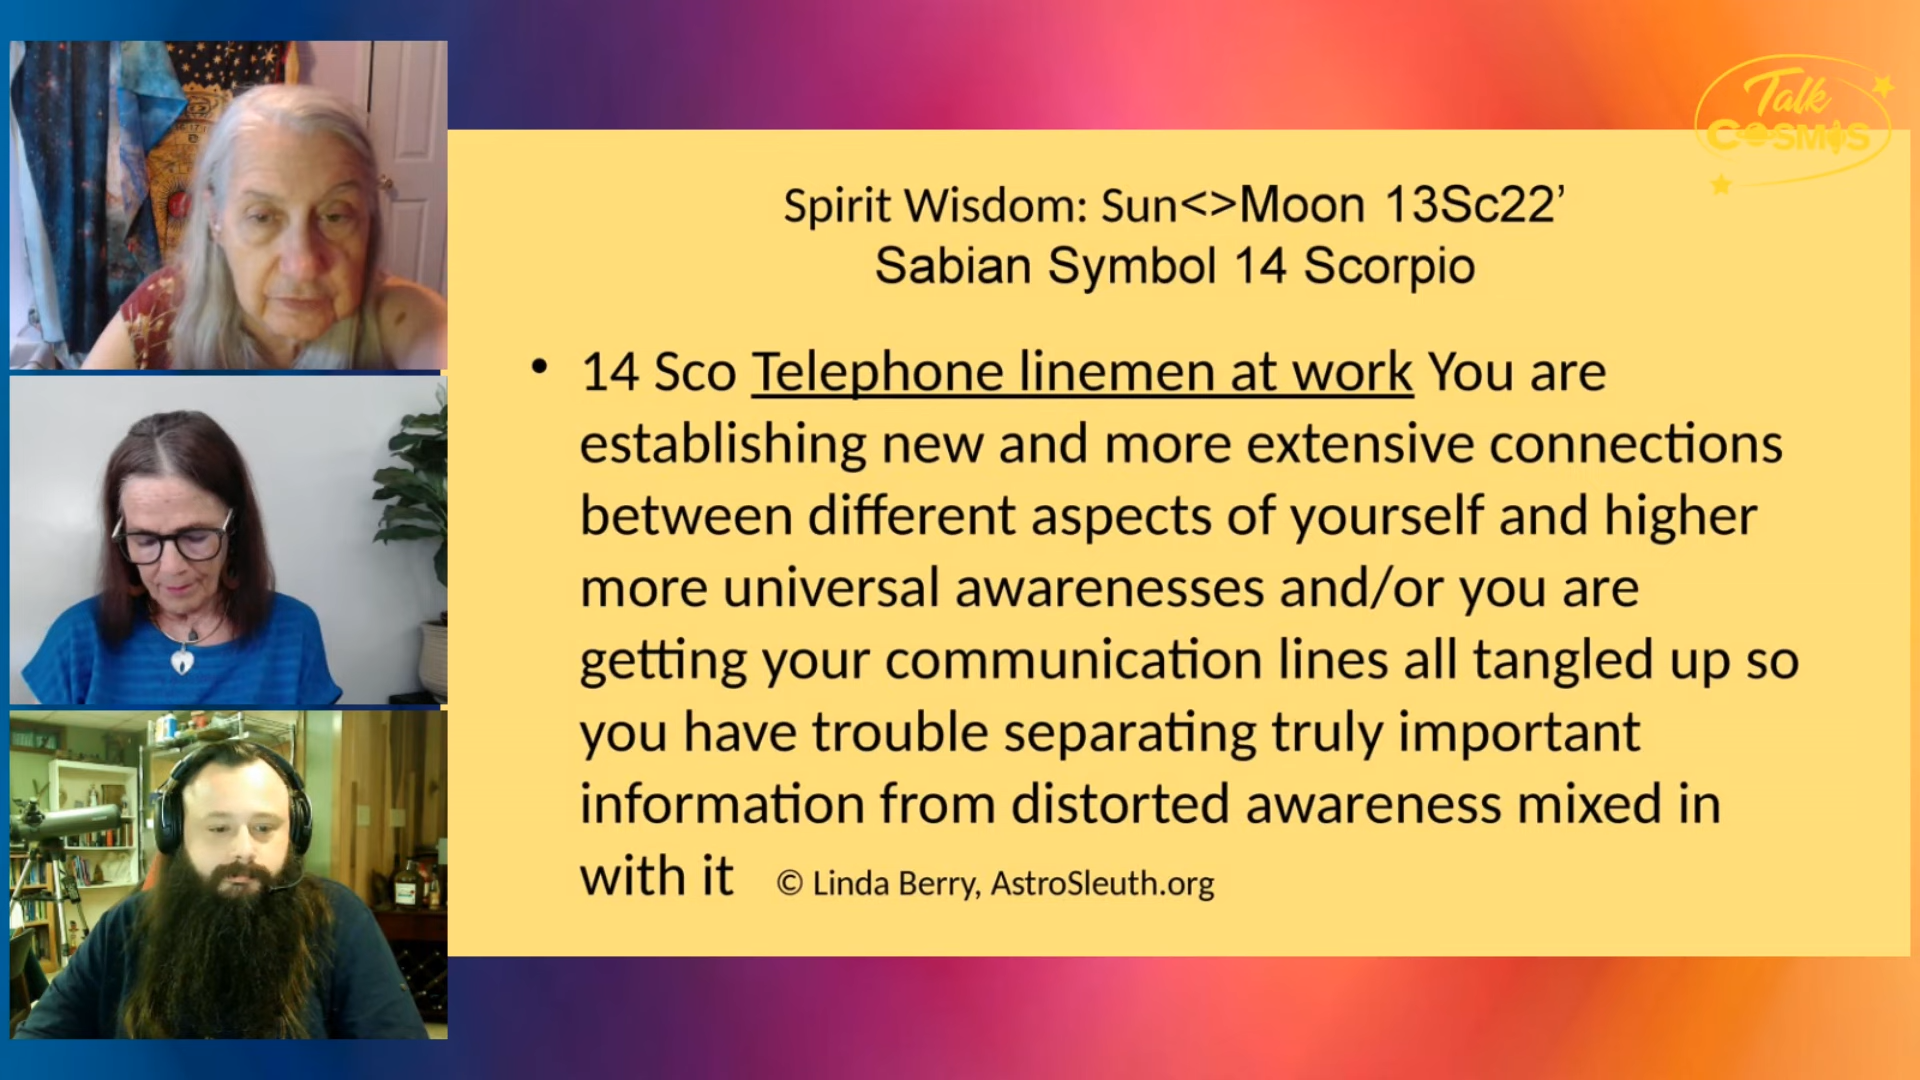 Talk
COSMOS
Spirit Wisdom: Sun<>Moon 13Sc22’
Sabian Symbol 14 Scorpio
• 14 Sco Telephone linemen at work You are
establishing new and more extensive connections
between different aspects of yourself and higher
more universal awarenesses and/or you are
getting your communication lines all tangled up so
you have trouble separating truly important
information from distorted awareness mixed in
with it © Linda Berry, AstroSleuth.org